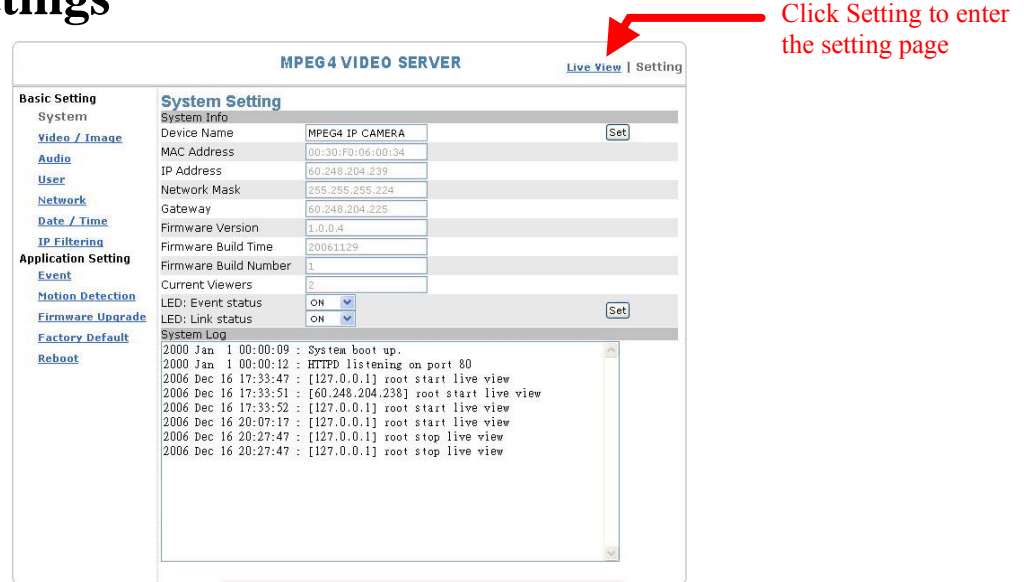 Click Setting to enter
the setting page
MPEG4 VIDEO SERVER
Live View | Setting
Basic Setting
System
Video / Image
Audio
User
Network
Date / Time
IP Filtering
Application Setting
Event
Motion Detection
Firmware Upgrade
Factory Default
Reboot
System Setting
System Info
Device Name MPEG4 IP CAMERA Set
MAC Address 00:30:F0:06:00:34
IP Address 60.248.204.239
Network Mask 255.255.255.224
Gateway 60.248.204.225
Firmware Version 1.0.0.4
Firmware Build Time 20061129
Firmware Build Number 1
Current Viewers 2
LED: Event status ON
LED: Link status ON Set
System Log
2000 Jan 1 00:00:09 : System boot up.
2000 Jan 1 00:00:12 : HTTPD listening on port 80
2006 Dec 16 17:33:47 : [127.0.0.1] root start live view
2006 Dec 16 17:33:51 : [60.248.204.238] root start live view
2006 Dec 16 17:33:52 : [127.0.0.1] root start live view
2006 Dec 16 20:07:17 : [127.0.0.1] root start live view
2006 Dec 16 20:27:47 : [127.0.0.1] root stop live view
2006 Dec 16 20:27:47 : [127.0.0.1] root stop live view